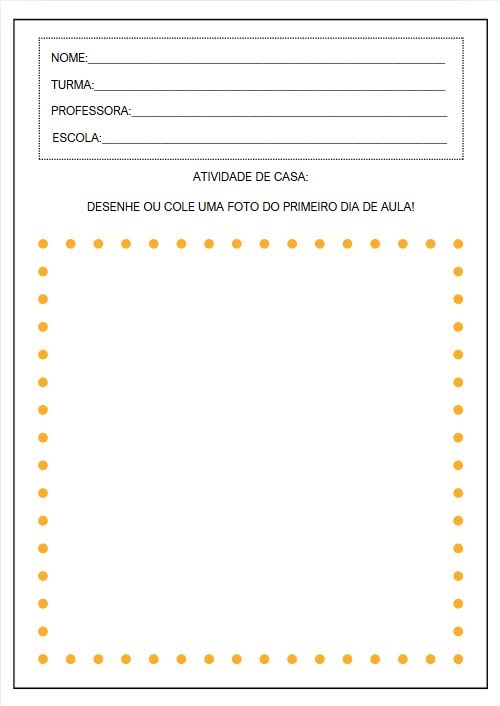 NOME:
TURMA:
PROFESSORA:
ESCOLA:
ATIVIDADE DE CASA:
DESENHE OU COLE UMA FOTO DO PRIMEIRO DIA DE AULA!